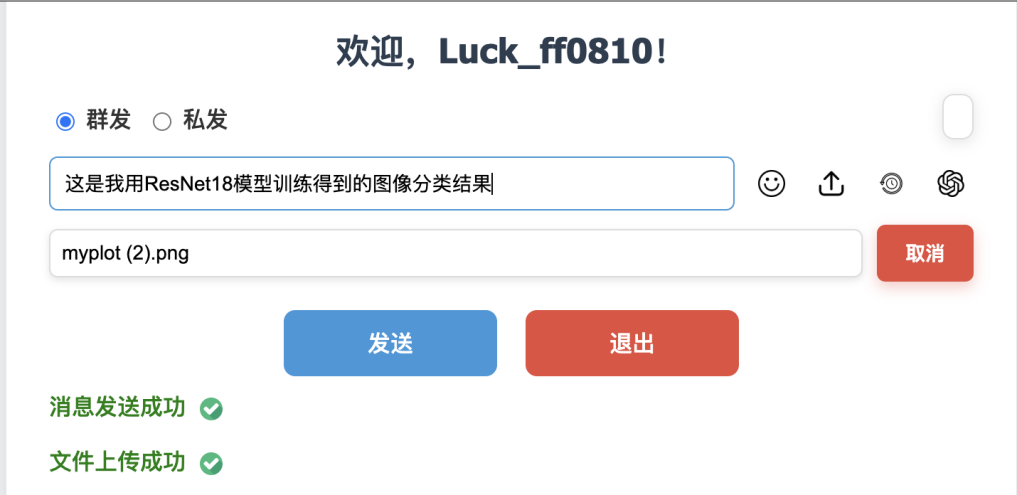 欢迎，Luck_ff0810！
群发 私发
这是我用ResNet18模型训练得到的图像分类结果
myplot (2).png 取消
发送 退出
消息发送成功
文件上传成功